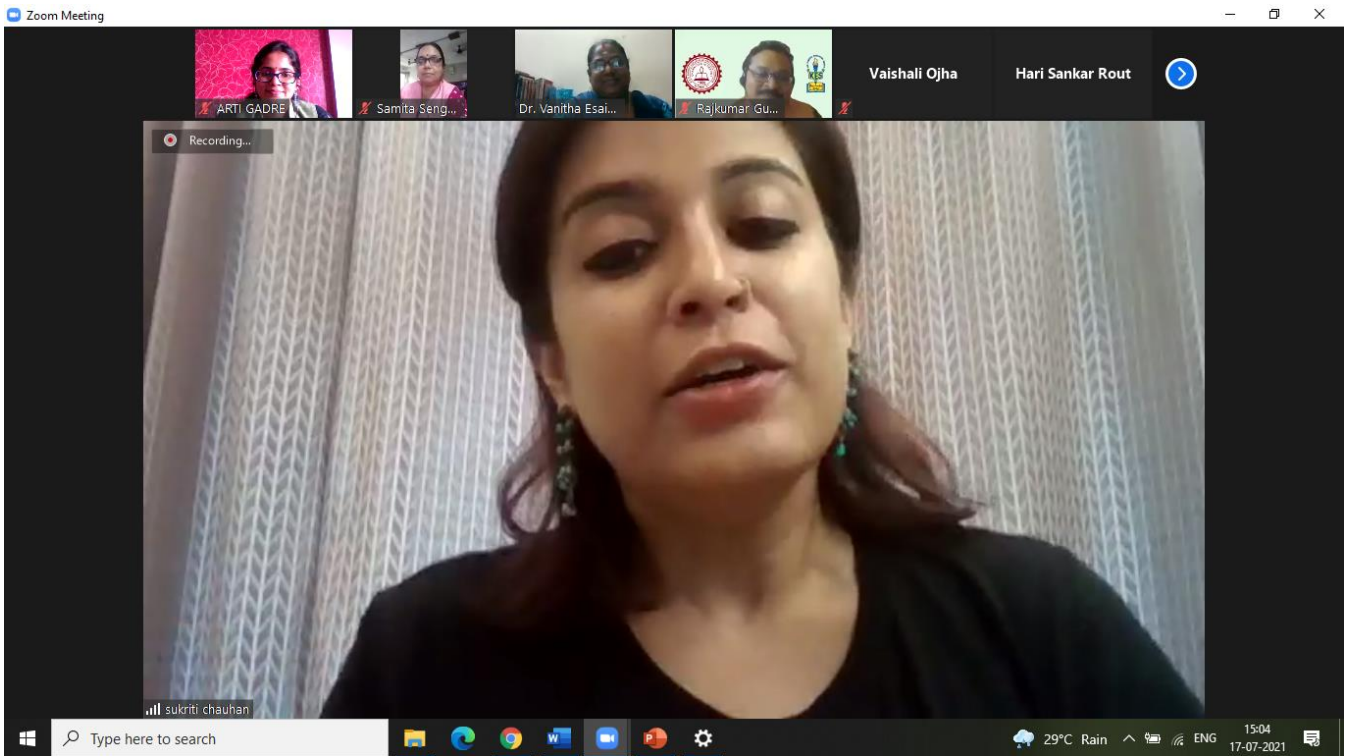 Zoom Meeting
ARTI GADRE
Samita Seng...
Dr. Vanitha Esai...
Rajkumar Gu...
Vaishali Ojha
Hari Sankar Rout
Recording...
sukriti chauhan
Type here to search
29°C Rain
ENG
15:04
17-07-2021